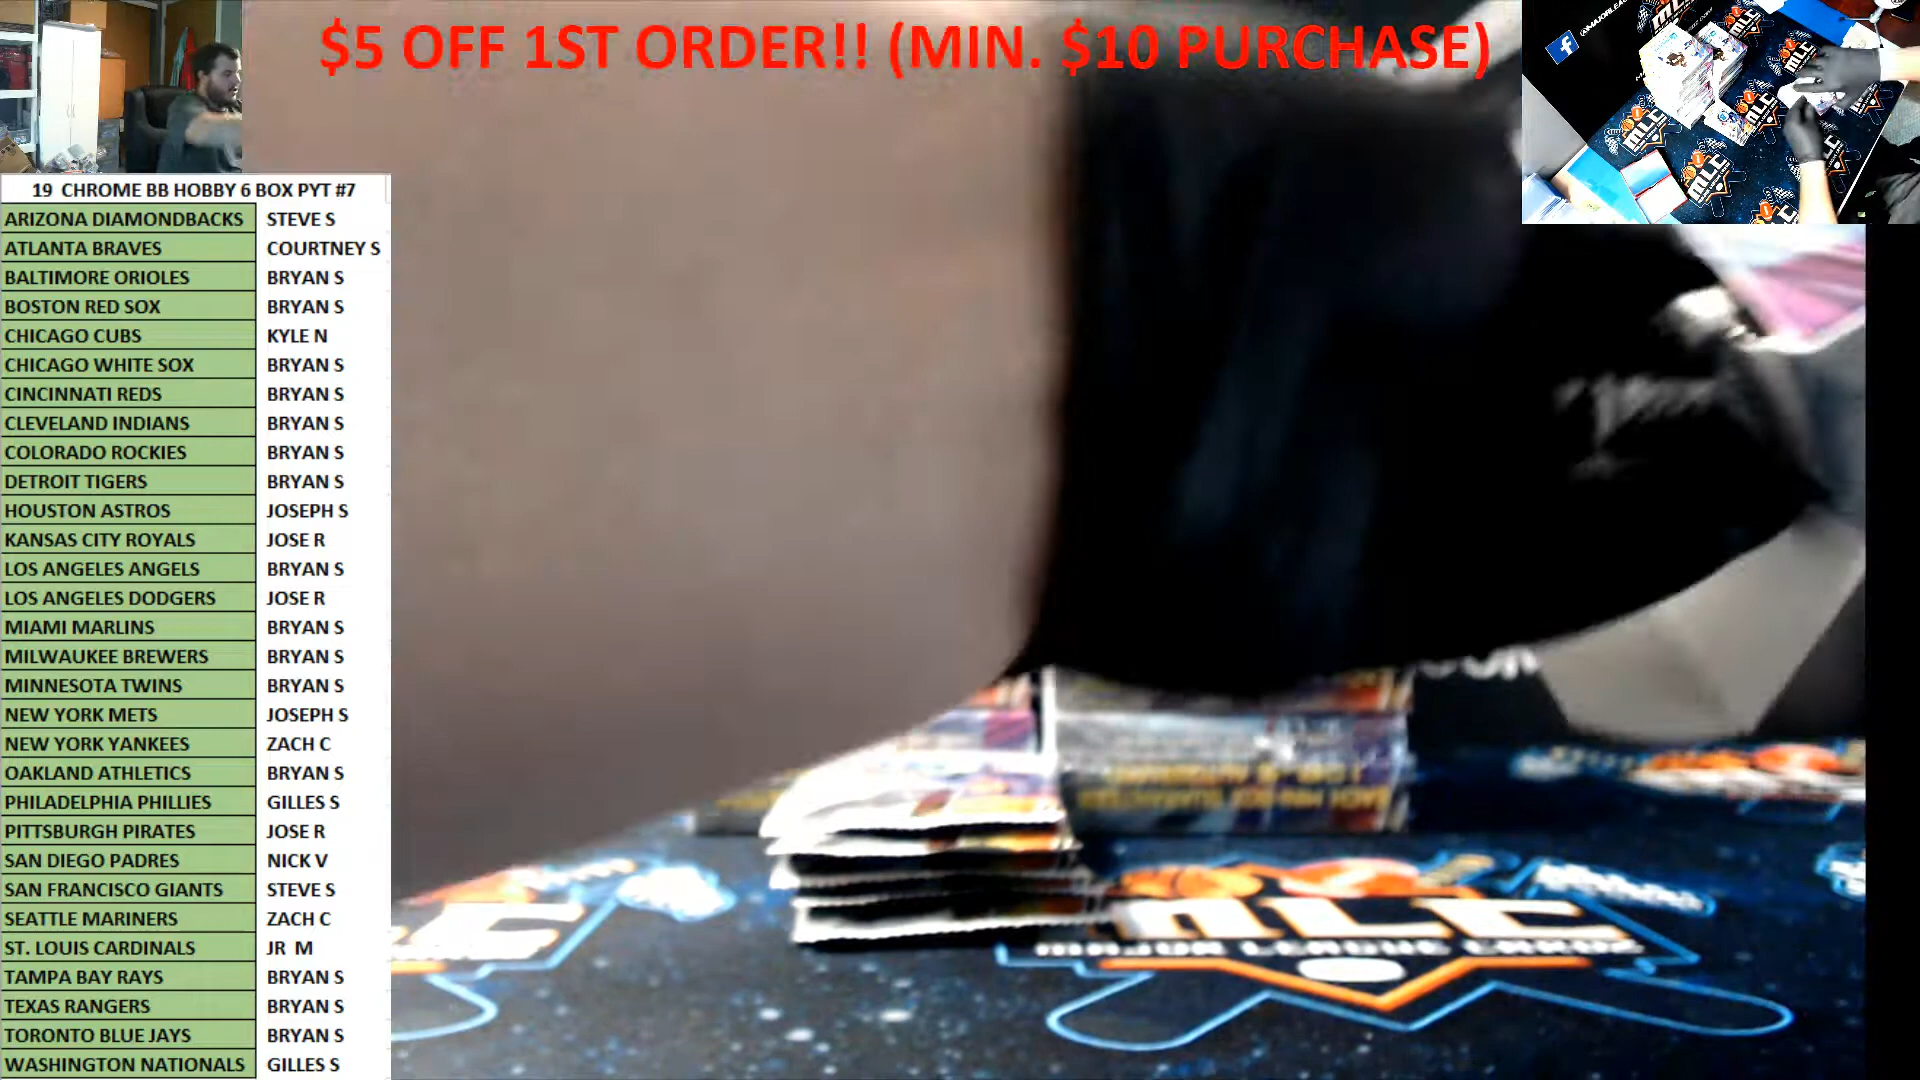 $5 OFF 1ST ORDER!! (MIN. $10 PURCHASE)
19 CHROME BB HOBBY 6 BOX PYT #7
ARIZONA DIAMONDBACKS STEVE S
ATLANTA BRAVES COURTNEY S
BALTIMORE ORIOLES BRYAN S
BOSTON RED SOX BRYAN S
CHICAGO CUBS KYLE N
CHICAGO WHITE SOX BRYAN S
CINCINNATI REDS BRYAN S
CLEVELAND INDIANS BRYAN S
COLORADO ROCKIES BRYAN S
DETROIT TIGERS BRYAN S
HOUSTON ASTROS JOSEPH S
KANSAS CITY ROYALS JOSE R
LOS ANGELES ANGELS BRYAN S
LOS ANGELES DODGERS JOSE R
MIAMI MARLINS BRYAN S
MILWAUKEE BREWERS BRYAN S
MINNESOTA TWINS BRYAN S
NEW YORK METS JOSEPH S
NEW YORK YANKEES ZACH C
OAKLAND ATHLETICS BRYAN S
PHILADELPHIA PHILLIES GILLES S
PITTSBURGH PIRATES JOSE R
SAN DIEGO PADRES NICK V
SAN FRANCISCO GIANTS STEVE S
SEATTLE MARINERS ZACH C
ST. LOUIS CARDINALS JR M
TAMPA BAY RAYS BRYAN S
TEXAS RANGERS BRYAN S
TORONTO BLUE JAYS BRYAN S
WASHINGTON NATIONALS GILLES S
MLC
MAJOR LEAGUE CARDS
MLC
MLC
MLC